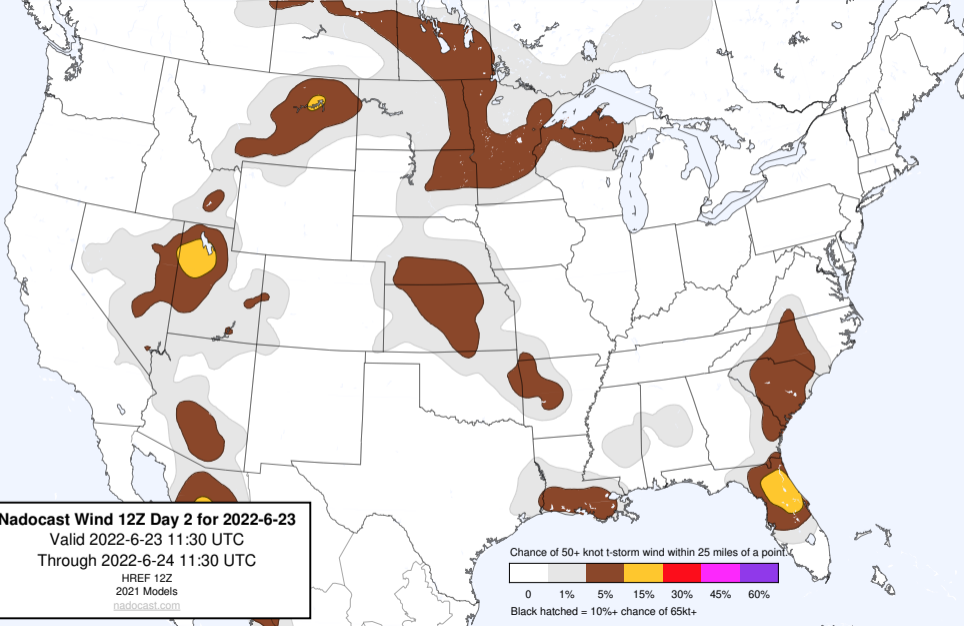 Nadocast Wind 12Z Day 2 for 2022-6-23
Valid 2022-6-23 11:30 UTC
Through 2022-6-24 11:30 UTC
HREF 12Z
2021 Models
nadocast.com
Chance of 50+ knot t-storm wind within 25 miles of a point.
0 1% 5% 15% 30% 45% 60%
Black hatched = 10%+ chance of 65kt+